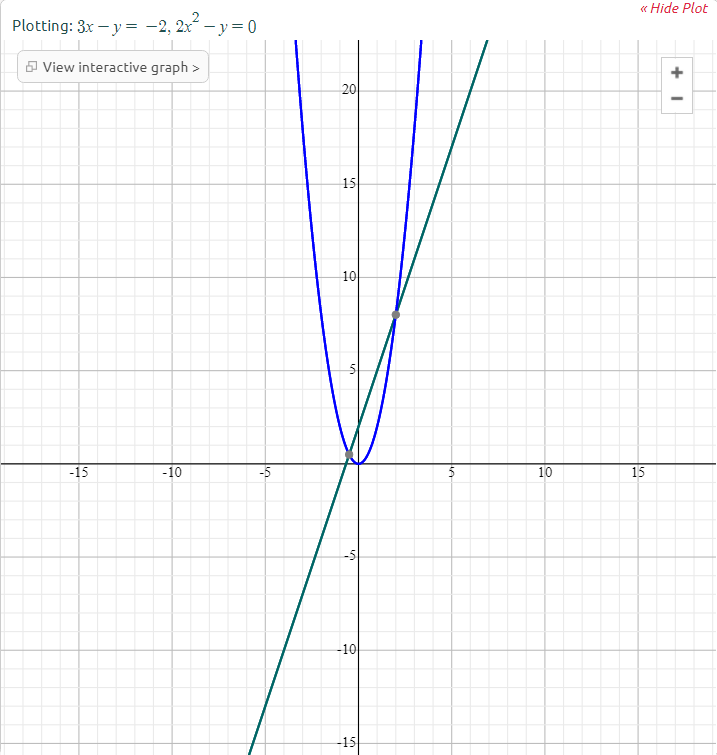 « Hide Plot
Plotting: 3x − y = −2, 2x² − y = 0
View interactive graph >
+
−
20
15
10
5
-15 -10 -5 5 10 15
-5
-10
-15